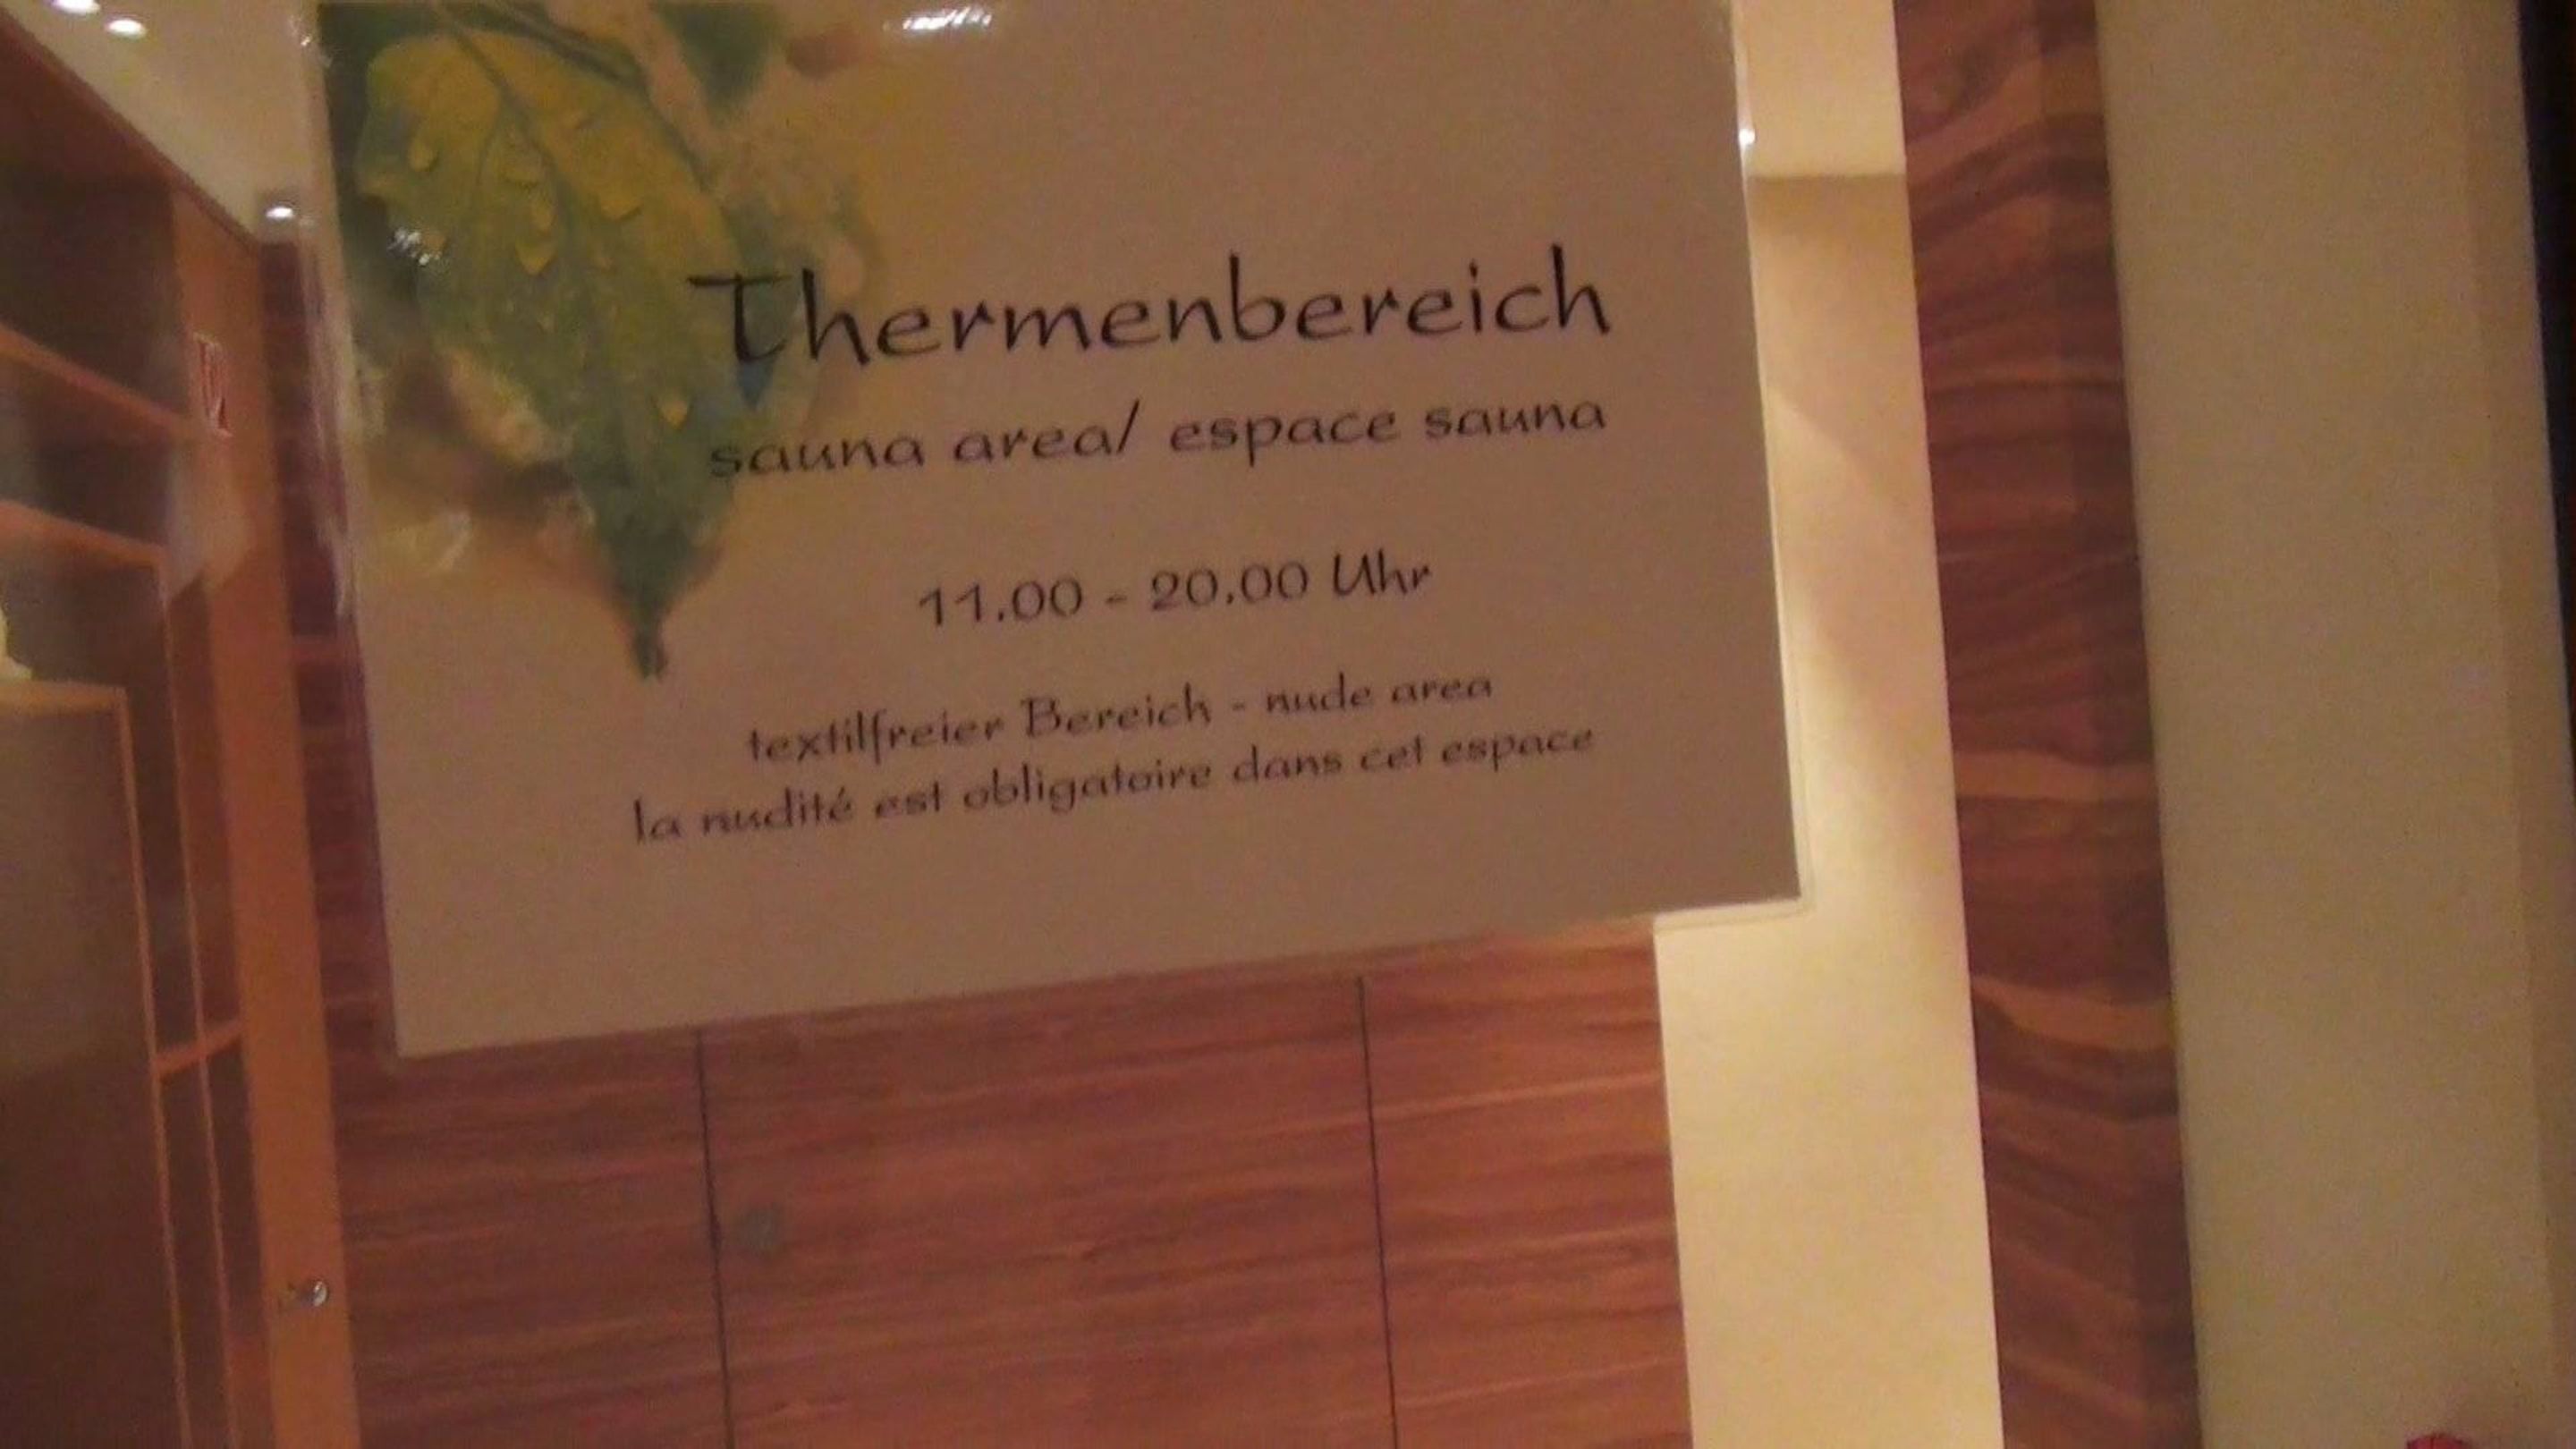 Thermenbereich
sauna area/ espace sauna
11.00 - 20.00 Uhr
textilfreier Bereich - nude area
la nudité est obligatoire dans cet espace